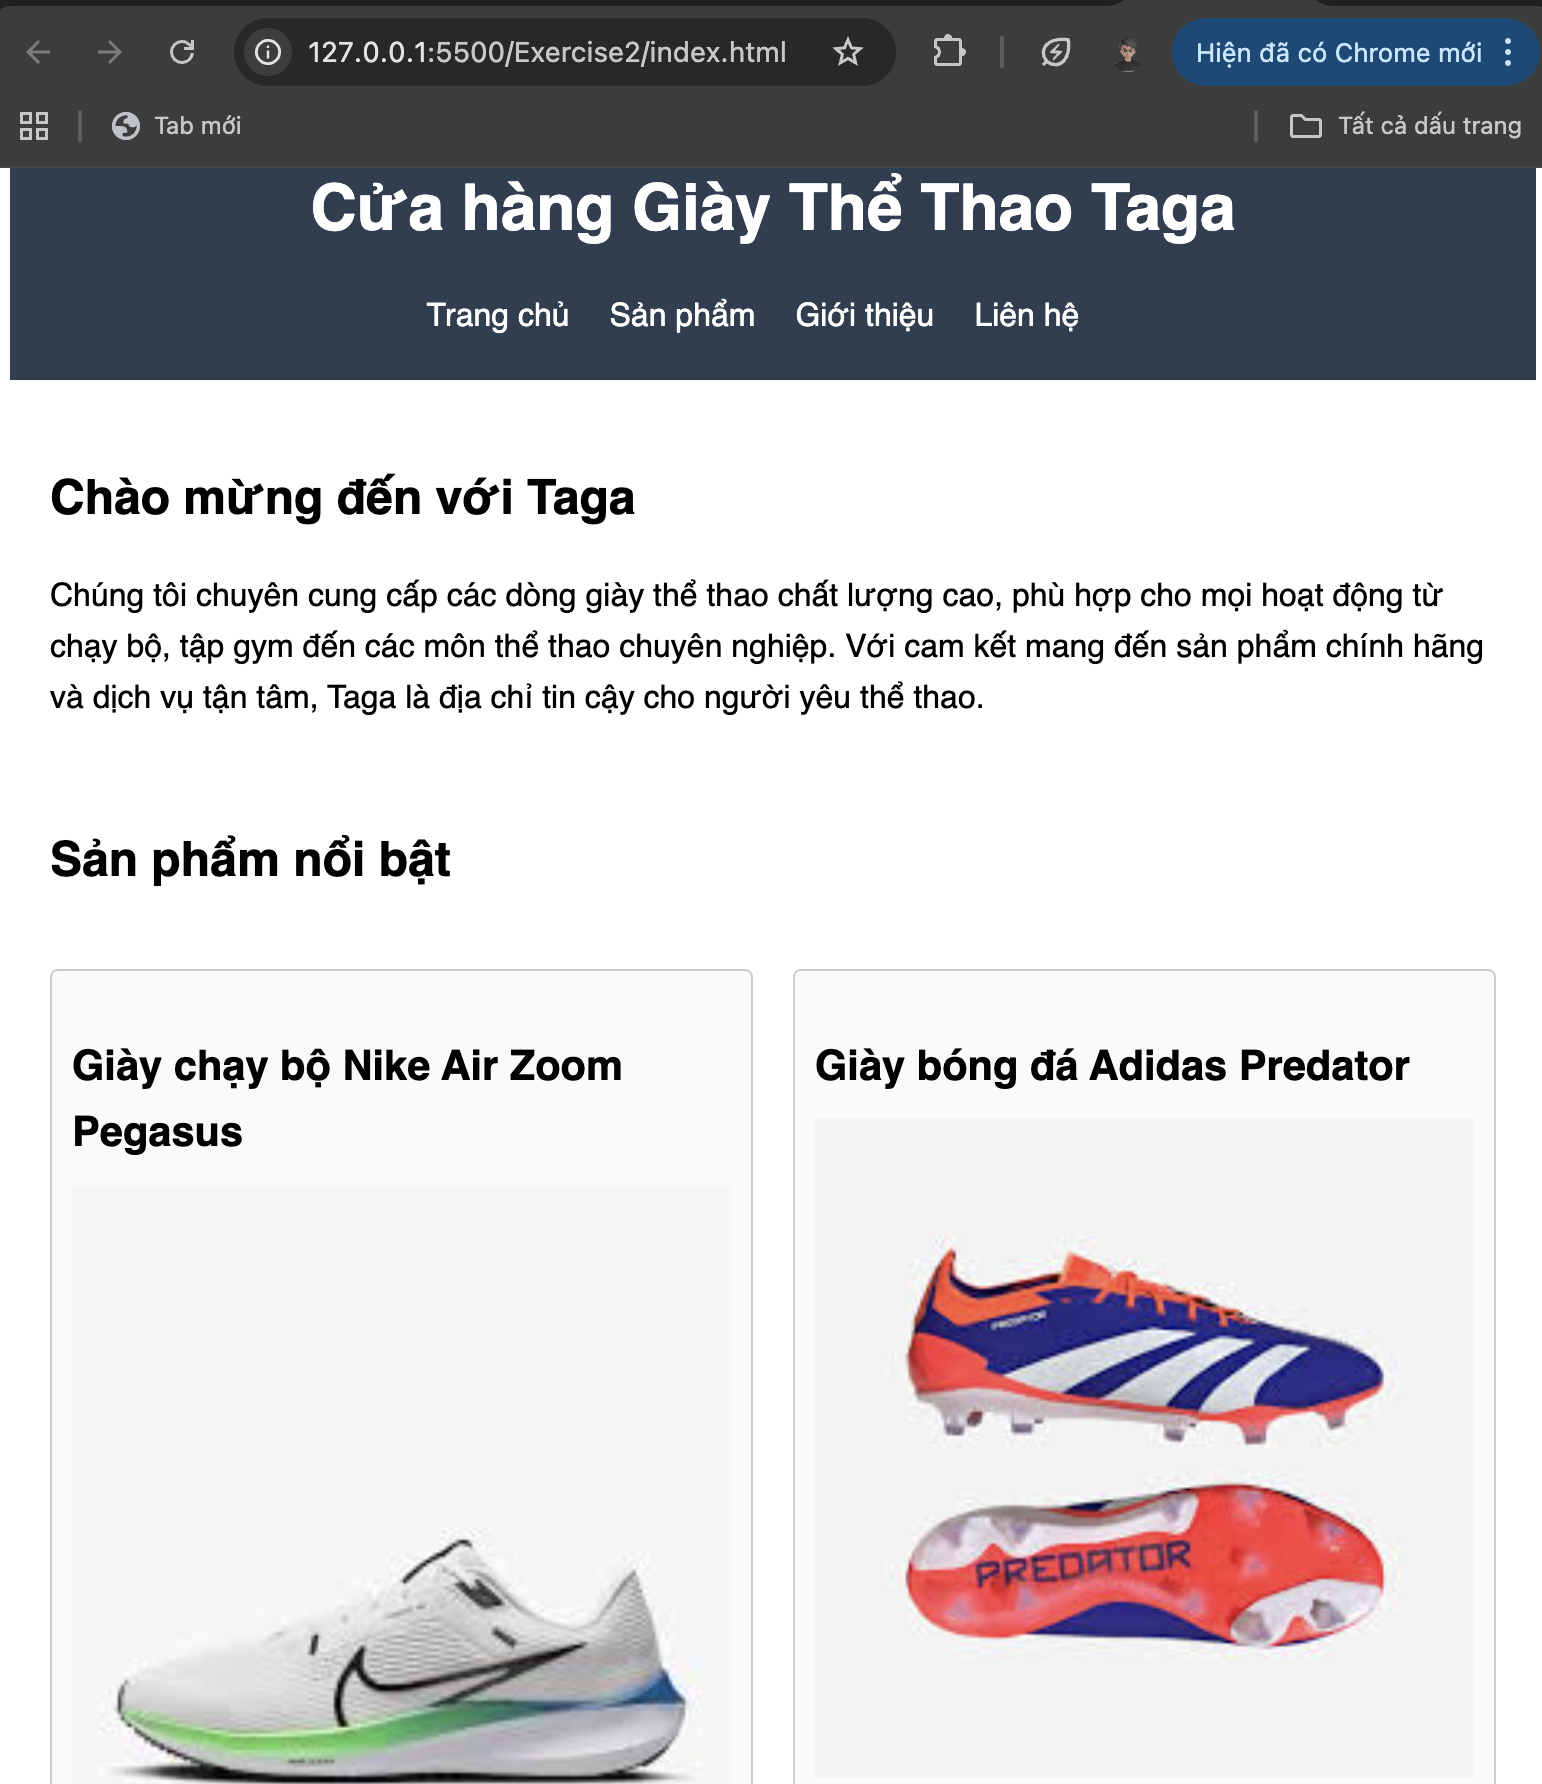 127.0.0.1:5500/Exercise2/index.html
Hiện đã có Chrome mới
Tab mới
Tất cả dấu trang
Cửa hàng Giày Thể Thao Taga
Trang chủ Sản phẩm Giới thiệu Liên hệ
Chào mừng đến với Taga
Chúng tôi chuyên cung cấp các dòng giày thể thao chất lượng cao, phù hợp cho mọi hoạt động từ
chạy bộ, tập gym đến các môn thể thao chuyên nghiệp. Với cam kết mang đến sản phẩm chính hãng
và dịch vụ tận tâm, Taga là địa chỉ tin cậy cho người yêu thể thao.
Sản phẩm nổi bật
Giày chạy bộ Nike Air Zoom
Pegasus
Giày bóng đá Adidas Predator
PREDATOR
PREDATOR